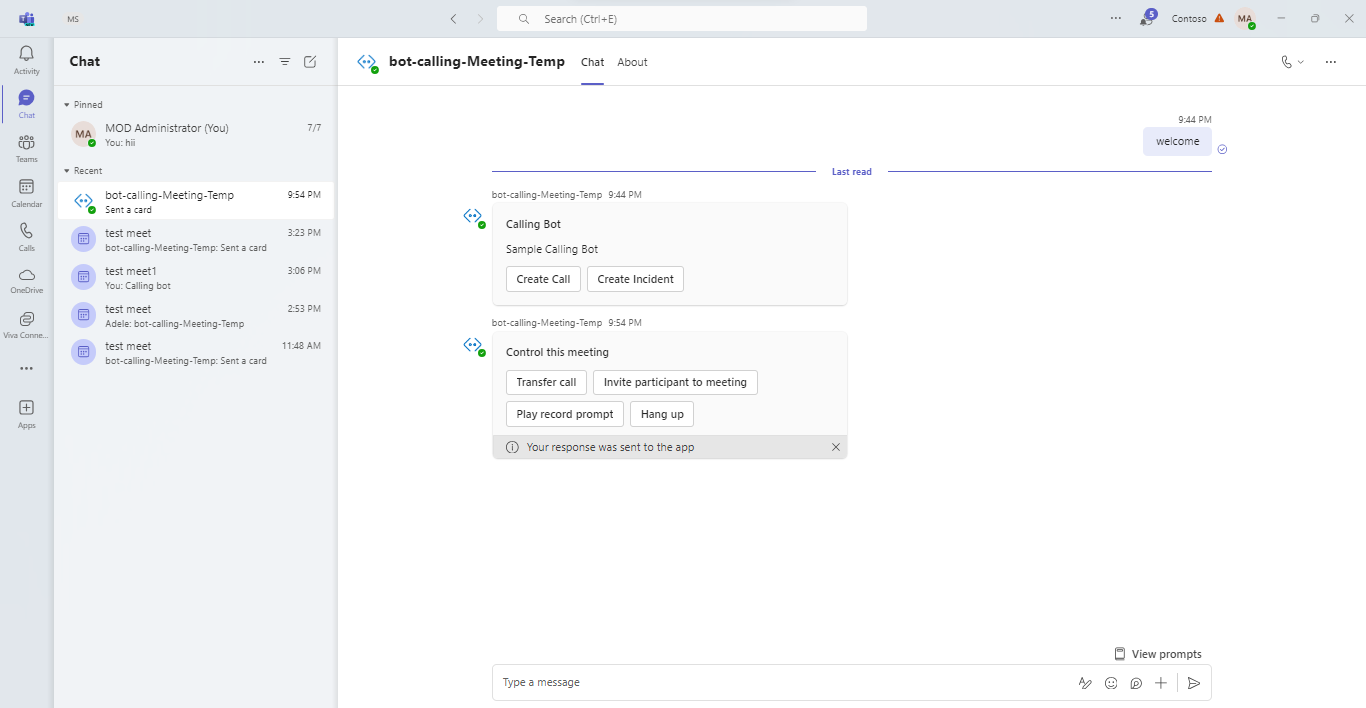 MS
Search (Ctrl+E)
5
Contoso
MA
Activity
Chat
Teams
Calendar
Calls
OneDrive
Viva Conne...
Apps
Chat
Pinned
MA
MOD Administrator (You)
7/7
You: hii
Recent
bot-calling-Meeting-Temp
9:54 PM
Sent a card
test meet
3:23 PM
bot-calling-Meeting-Temp: Sent a card
test meet1
3:06 PM
You: Calling bot
test meet
2:53 PM
Adele: bot-calling-Meeting-Temp
test meet
11:48 AM
bot-calling-Meeting-Temp: Sent a card
bot-calling-Meeting-Temp
Chat
About
9:44 PM
welcome
Last read
bot-calling-Meeting-Temp 9:44 PM
Calling Bot
Sample Calling Bot
Create Call
Create Incident
bot-calling-Meeting-Temp 9:54 PM
Control this meeting
Transfer call
Invite participant to meeting
Play record prompt
Hang up
Your response was sent to the app
View prompts
Type a message